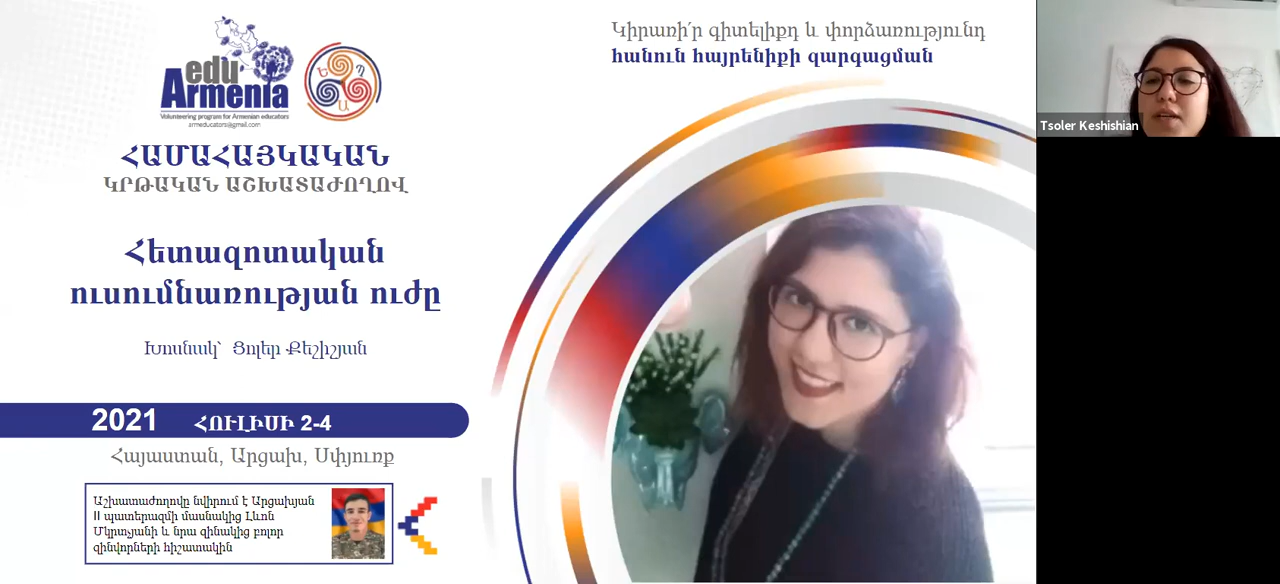 edu
Armenia
Volunteering program for Armenian educators
armeducators@gmail.com
Ե Պ
Ա
ՀԱՄԱՀԱՅԿԱԿԱՆ
ԿՐԹԱԿԱՆ ԱՇԽԱՏԱԺՈՂՈՎ
Հետազոտական
ուսումնառության ուժը
Խոսնակ՝ Ցոլեր Քեշիշյան
2021 ՀՈՒԼԻՍԻ 2-4
Հայաստան, Արցախ, Սփյուռք
Աշխատաժողովը նվիրում է Արցախյան
II պատերազմի մասնակից Լևոն
Մկրտչյանի և նրա զինակից բոլոր
զինվորների հիշատակին
Կիրառի՛ր գիտելիքդ և փորձառությունդ
հանուն հայրենիքի զարգացման
Tsoler Keshishian